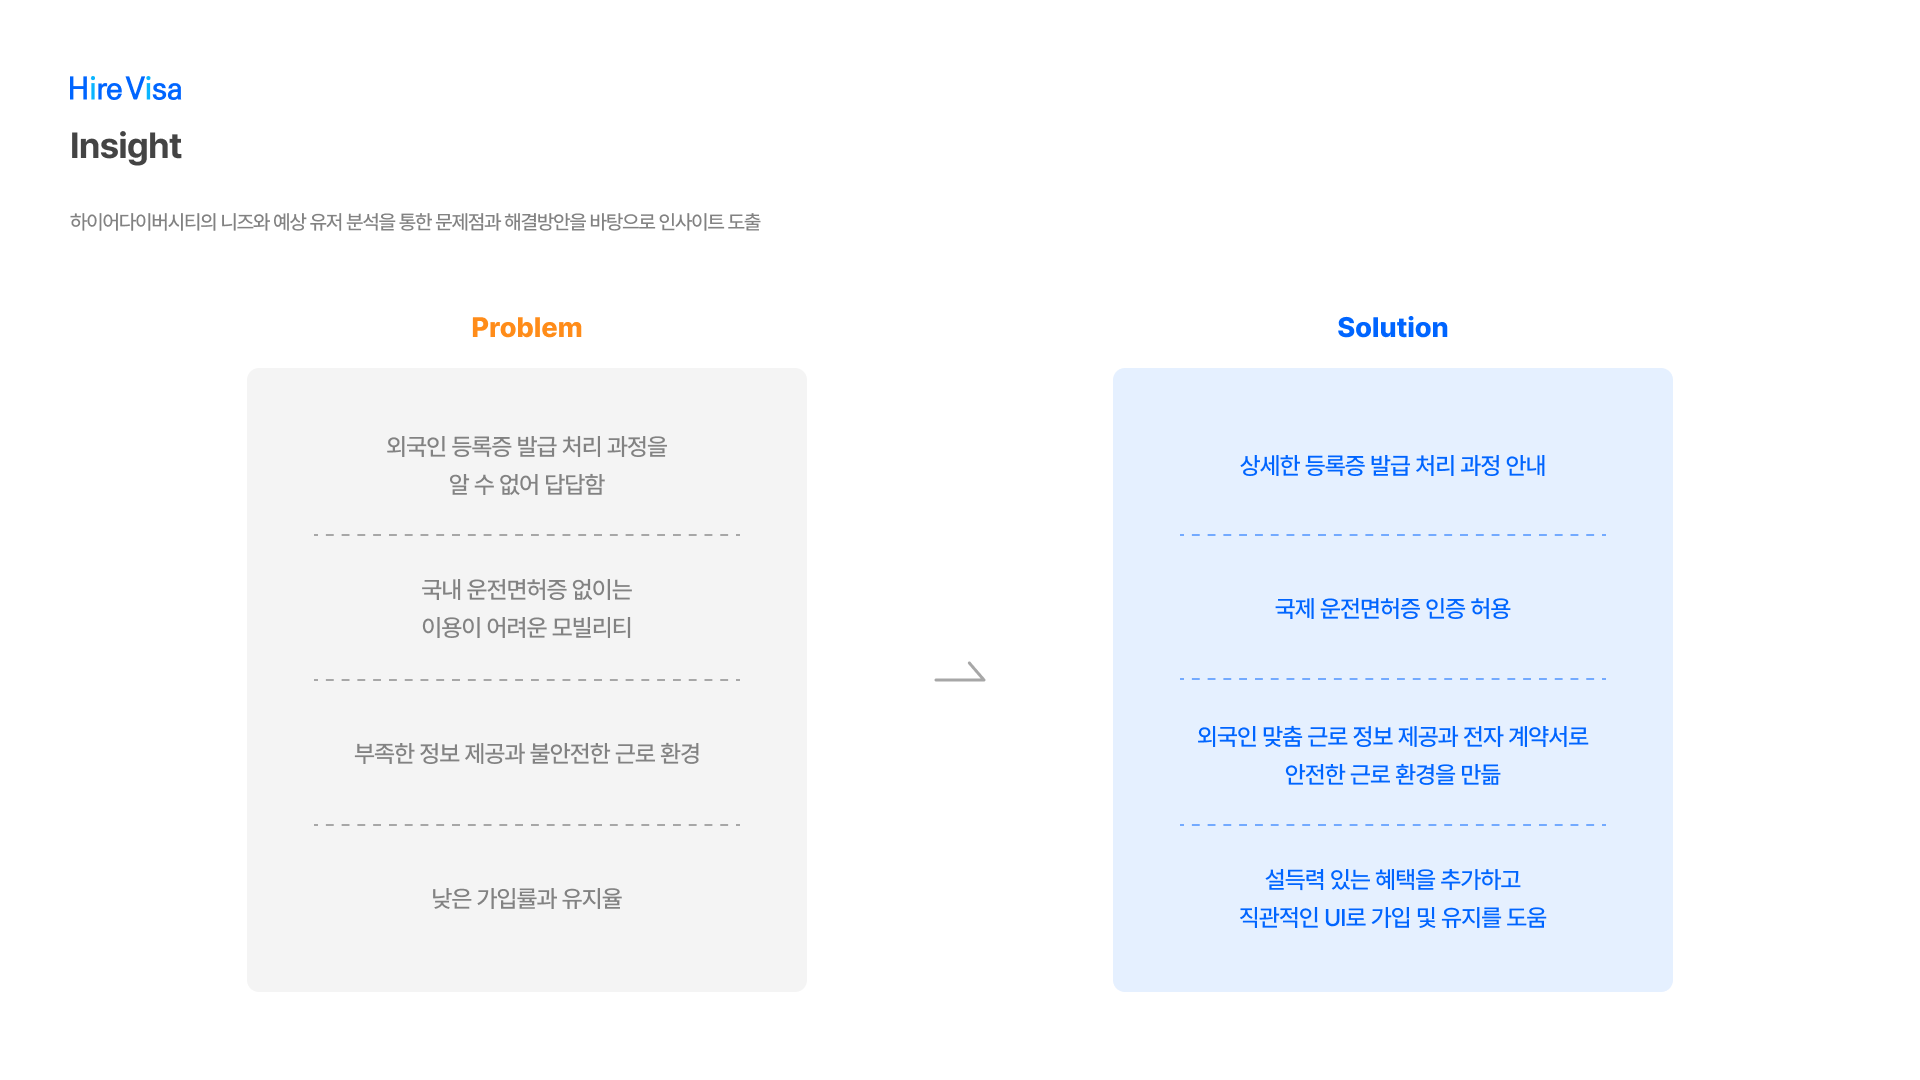 HireVisa
Insight
하이어다이버시티의 니즈와 예상 유저 분석을 통한 문제점과 해결방안을 바탕으로 인사이트 도출
Problem
외국인 등록증 발급 처리 과정을
알 수 없어 답답함
국내 운전면허증 없이는
이용이 어려운 모빌리티
부족한 정보 제공과 불안전한 근로 환경
낮은 가입률과 유지율
Solution
상세한 등록증 발급 처리 과정 안내
국제 운전면허증 인증 허용
외국인 맞춤 근로 정보 제공과 전자 계약서로
안전한 근로 환경을 만듦
설득력 있는 혜택을 추가하고
직관적인 UI로 가입 및 유지를 도움